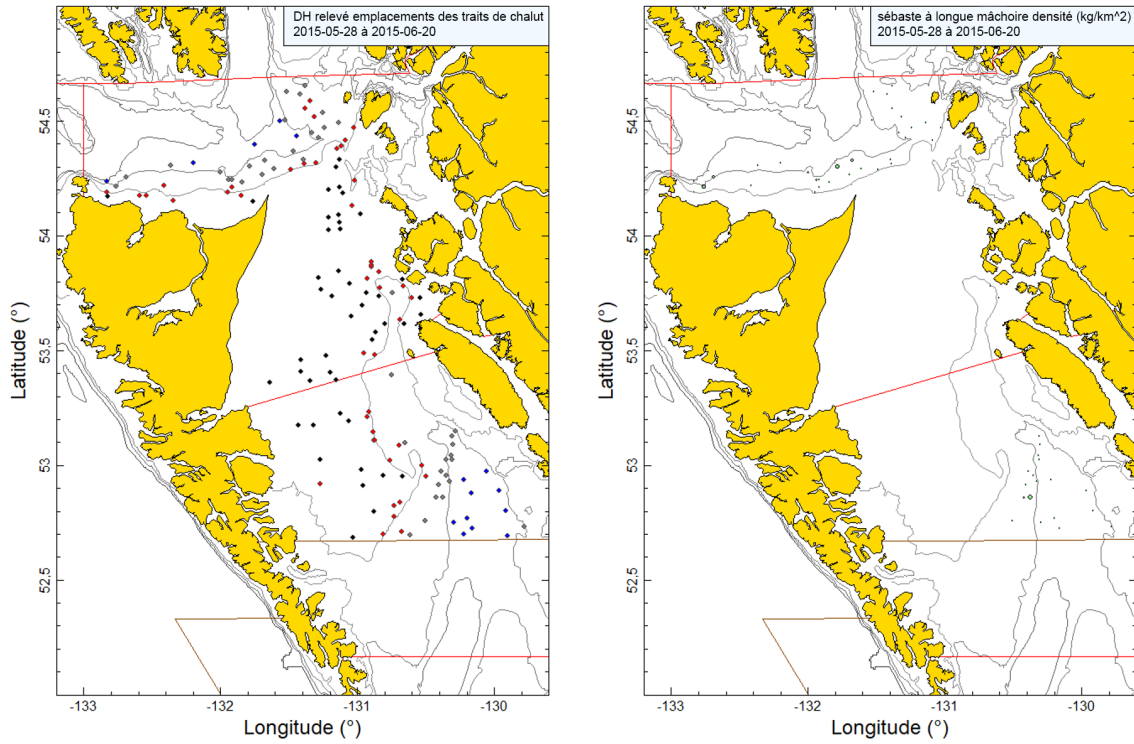 DH relevé emplacements des traits de chalut
2015-05-28 à 2015-06-20
sébaste à longue mâchoire densité (kg/km^2)
2015-05-28 à 2015-06-20
Latitude (°)
54,5
54
53,5
53
52,5
-133
-132
-131
-130
Longitude (°)
Latitude (°)
54,5
54
53,5
53
52,5
-133
-132
-131
-130
Longitude (°)